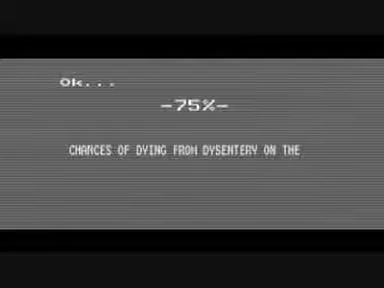 Ok...
-75%-
CHANCES OF DYING FROM DYSENTERY ON THE